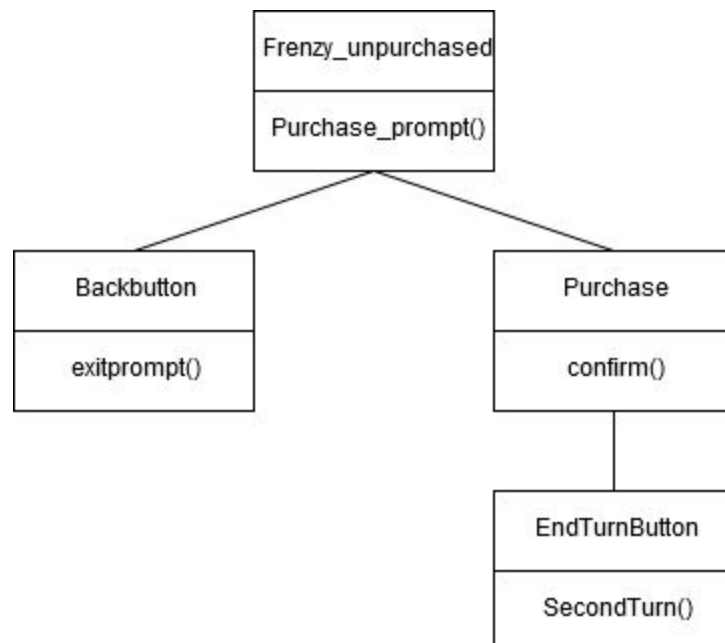 Frenzy_unpurchased
Purchase_prompt()
Backbutton
exitprompt()
Purchase
confirm()
EndTurnButton
SecondTurn()